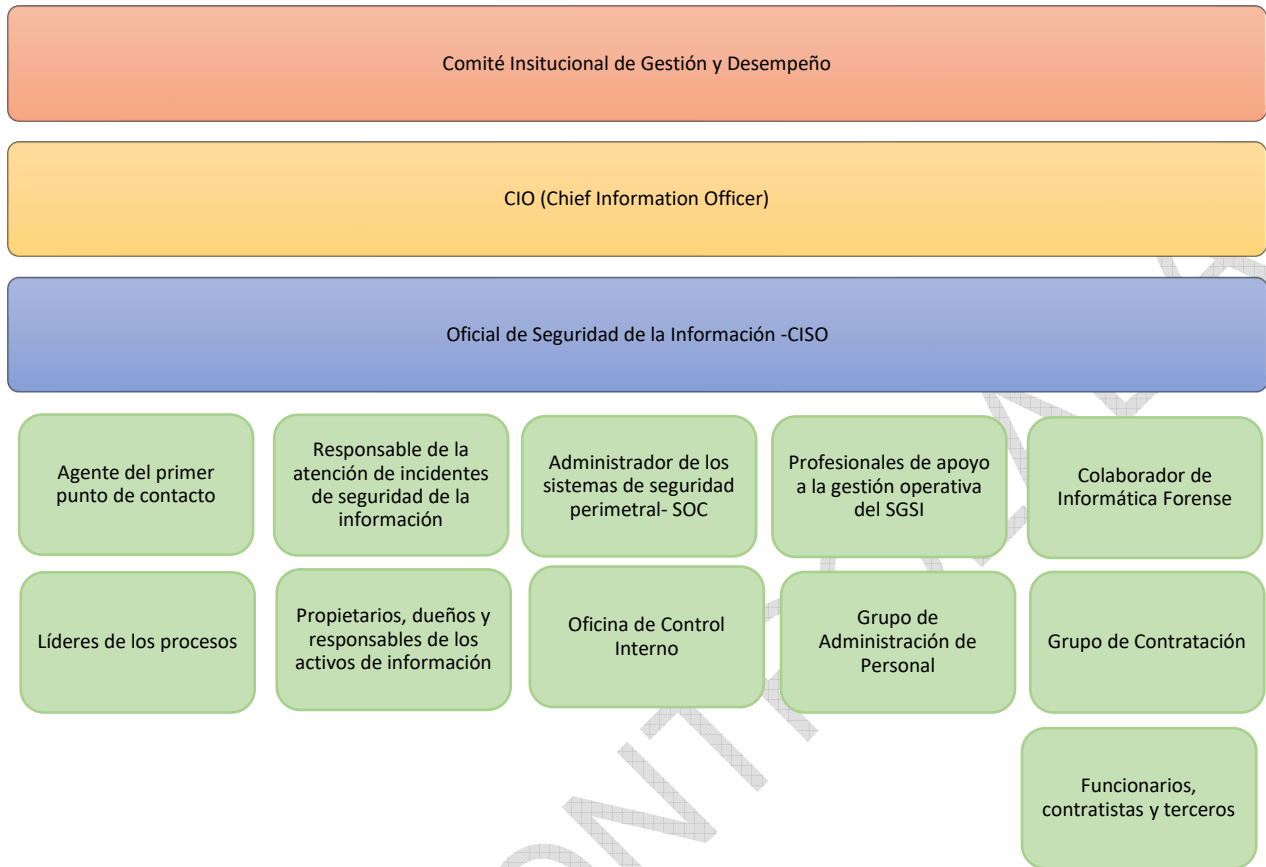 Comité Insitucional de Gestión y Desempeño
CIO (Chief Information Officer)
Oficial de Seguridad de la Información -CISO
Agente del primer
punto de contacto
Responsable de la
atención de incidentes
de seguridad de la
información
Administrador de los
sistemas de seguridad
perimetral- SOC
Profesionales de apoyo
a la gestión operativa
del SGSI
Colaborador de
Informática Forense
Líderes de los procesos
Propietarios, dueños y
responsables de los
activos de información
Oficina de Control
Interno
Grupo de
Administración de
Personal
Grupo de Contratación
Funcionarios,
contratistas y terceros